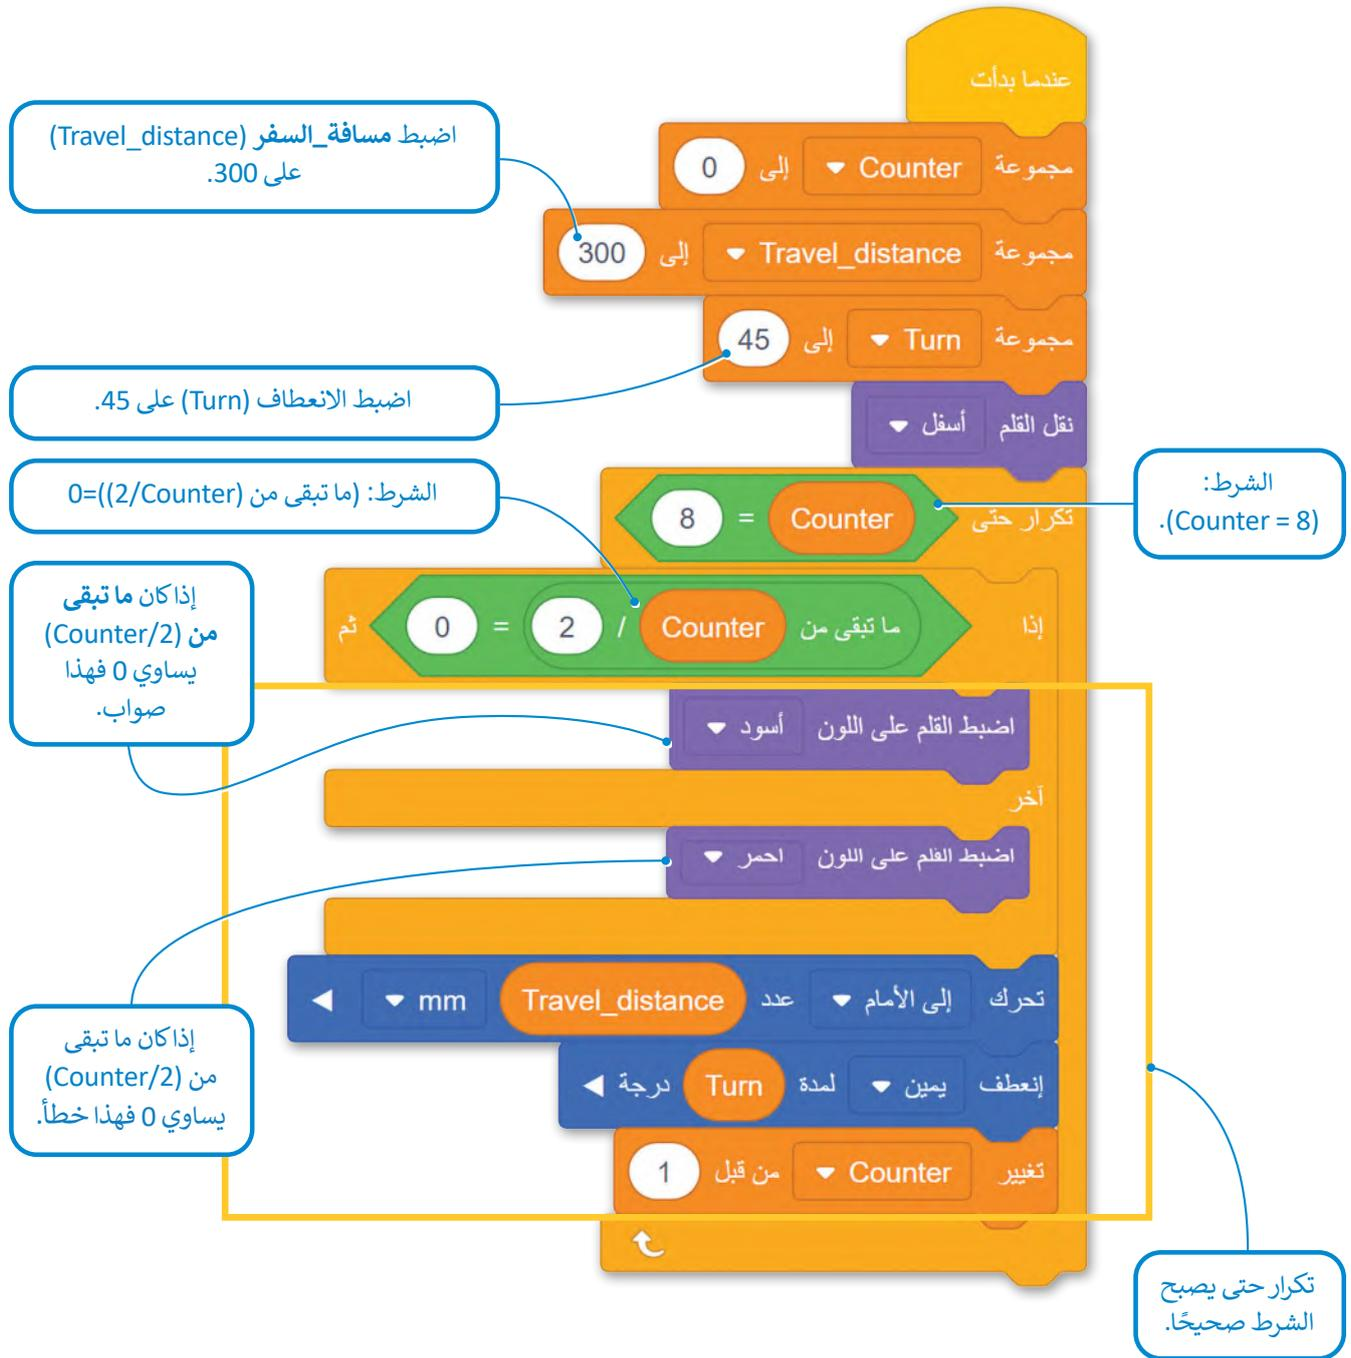 عندما بدأت
مجموعة Counter إلى 0
مجموعة Travel_distance إلى 300
مجموعة Turn إلى 45
نقل القلم أسفل
تكرار حتى Counter = 8
إذا ما تبقى من Counter / 2 = 0 ثم
اضبط القلم على اللون أسود
آخر
اضبط القلم على اللون احمر
تحرك إلى الأمام عدد Travel_distance mm
إنعطف يمين لمدة Turn درجة
تغيير Counter من قبل 1
اضبط مسافة_السفر (Travel_distance)
على 300.
اضبط الانعطاف (Turn) على 45.
الشرط: (ما تبقى من (Counter/2))=0
الشرط:
(Counter = 8).
إذا كان ما تبقى
من (Counter/2)
يساوي 0 فهذا
صواب.
إذا كان ما تبقى
من (Counter/2)
يساوي 0 فهذا خطأ.
تكرار حتى يصبح
الشرط صحيحًا.